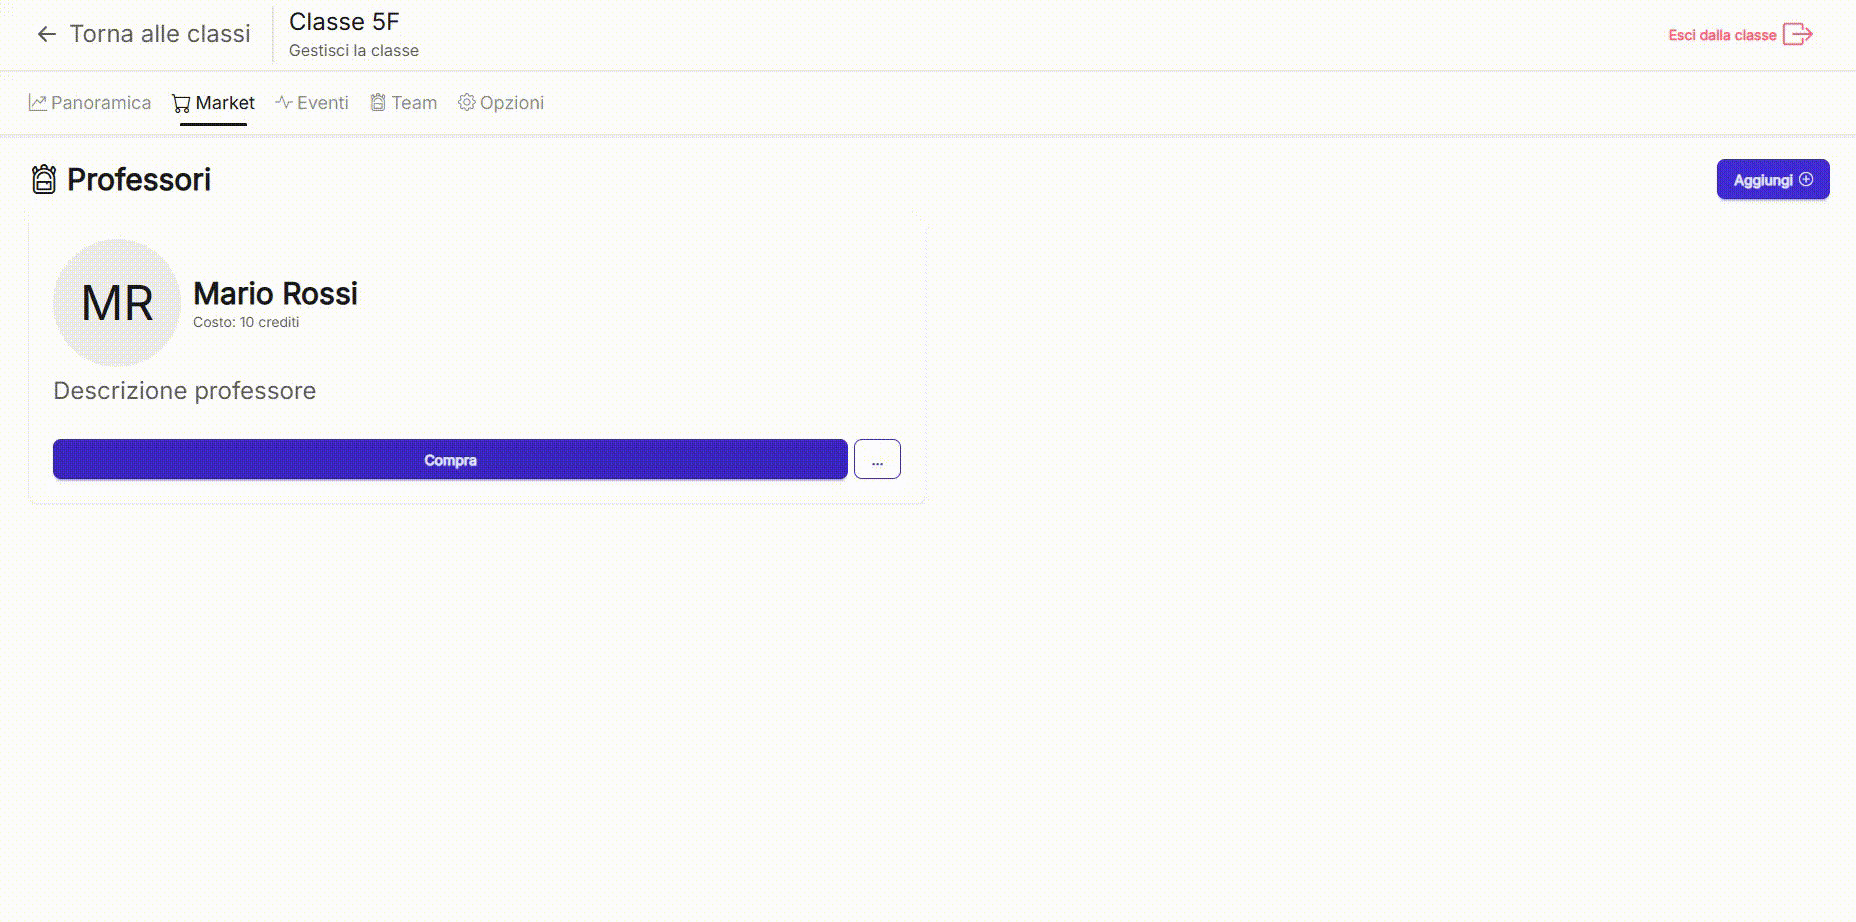 Torna alle classi
Classe 5F
Gestisci la classe
Esci dalla classe
Panoramica
Market
Eventi
Team
Opzioni
Professori
Aggiungi
MR
Mario Rossi
Costo: 10 crediti
Descrizione professore
Compra
...